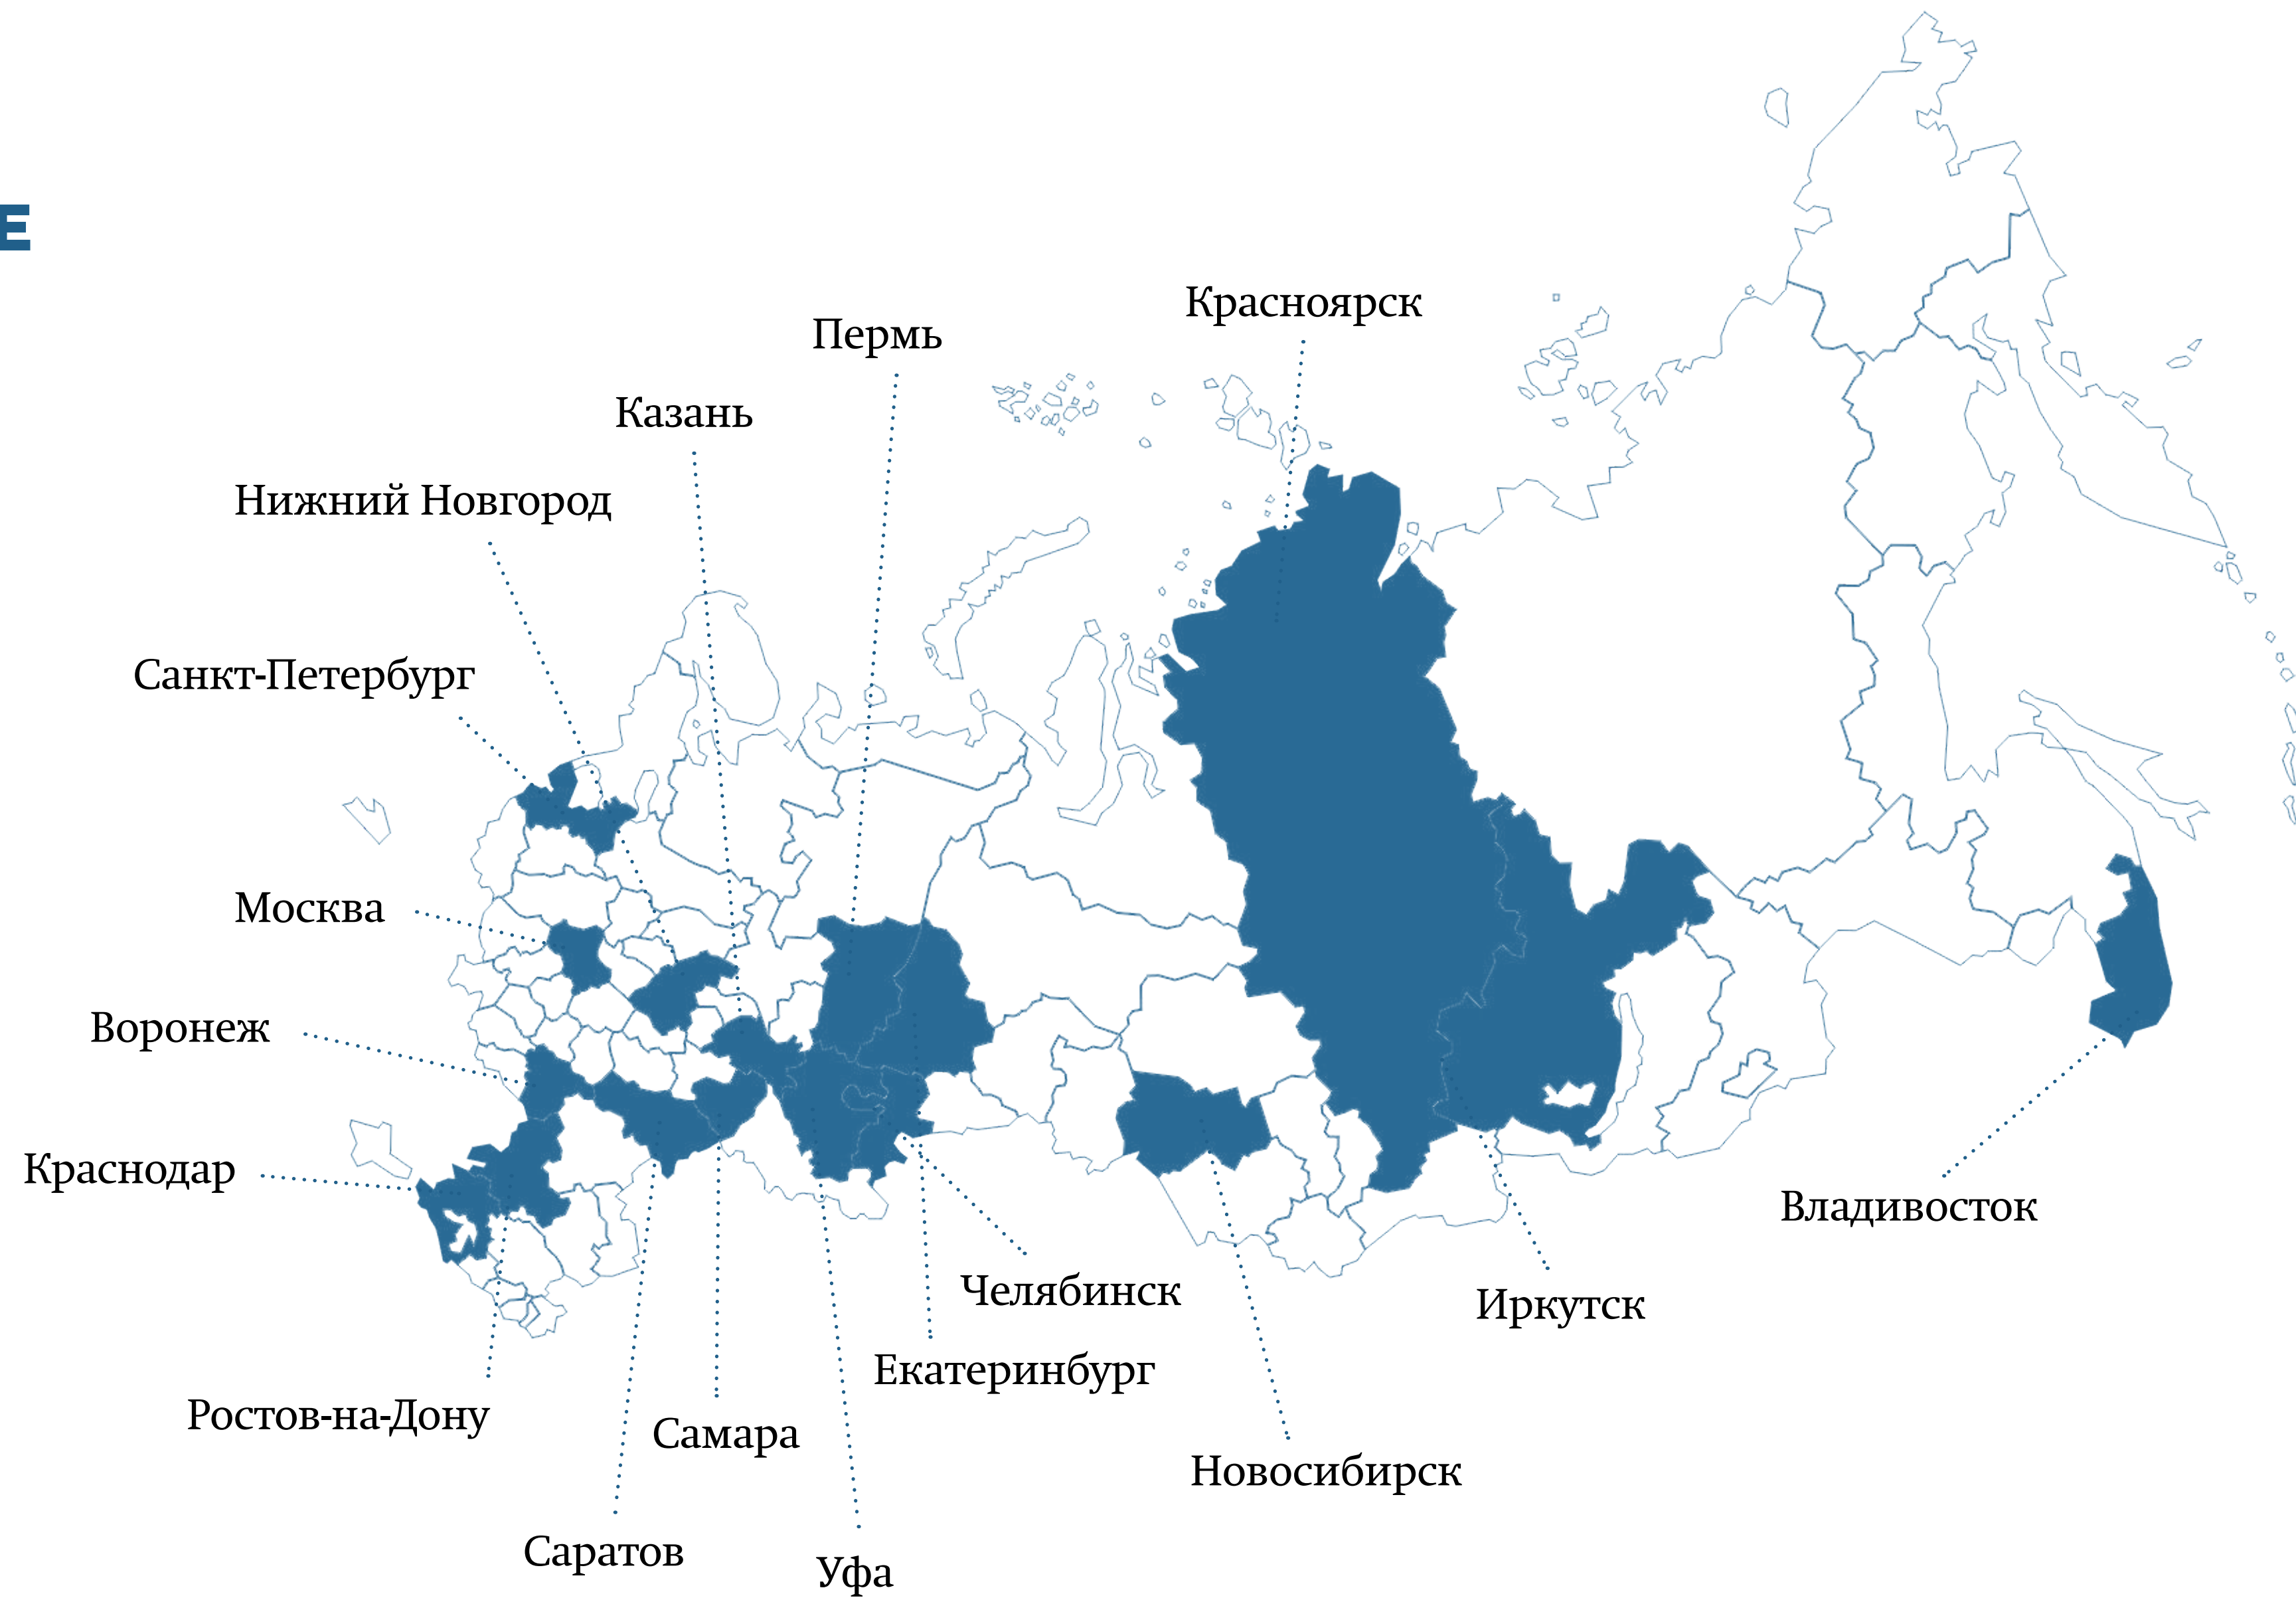 Е
Красноярск
Пермь
Казань
Нижний Новгород
Санкт-Петербург
Москва
Воронеж
Краснодар
Владивосток
Челябинск
Иркутск
Екатеринбург
Ростов-на-Дону
Самара
Новосибирск
Саратов
Уфа